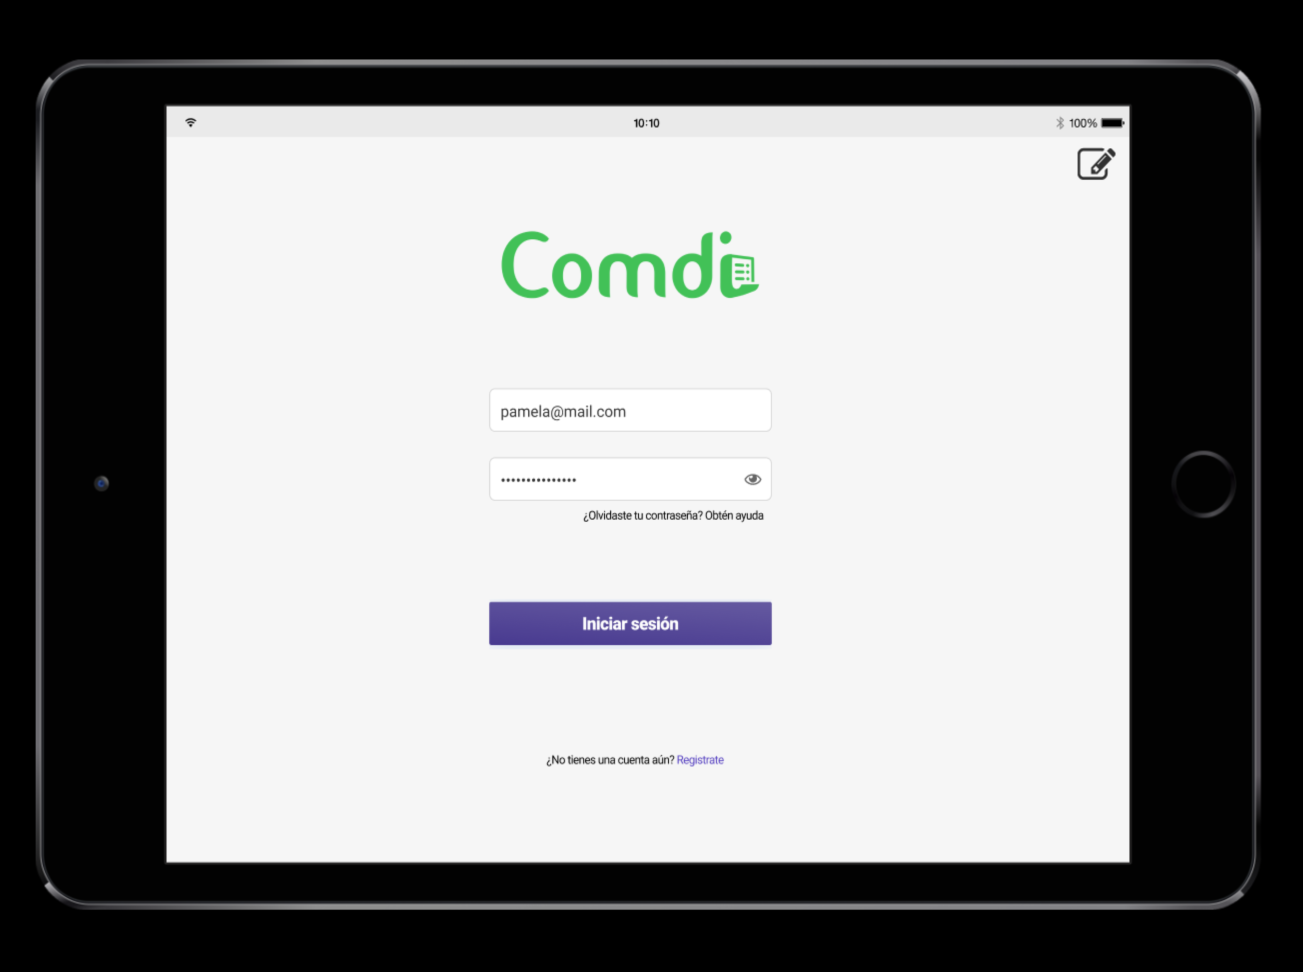 10:10
100%
Comdi
pamela@mail.com
•••••••••••••••
¿Olvidaste tu contraseña? Obtén ayuda
Iniciar sesión
¿No tienes una cuenta aún? Registrate